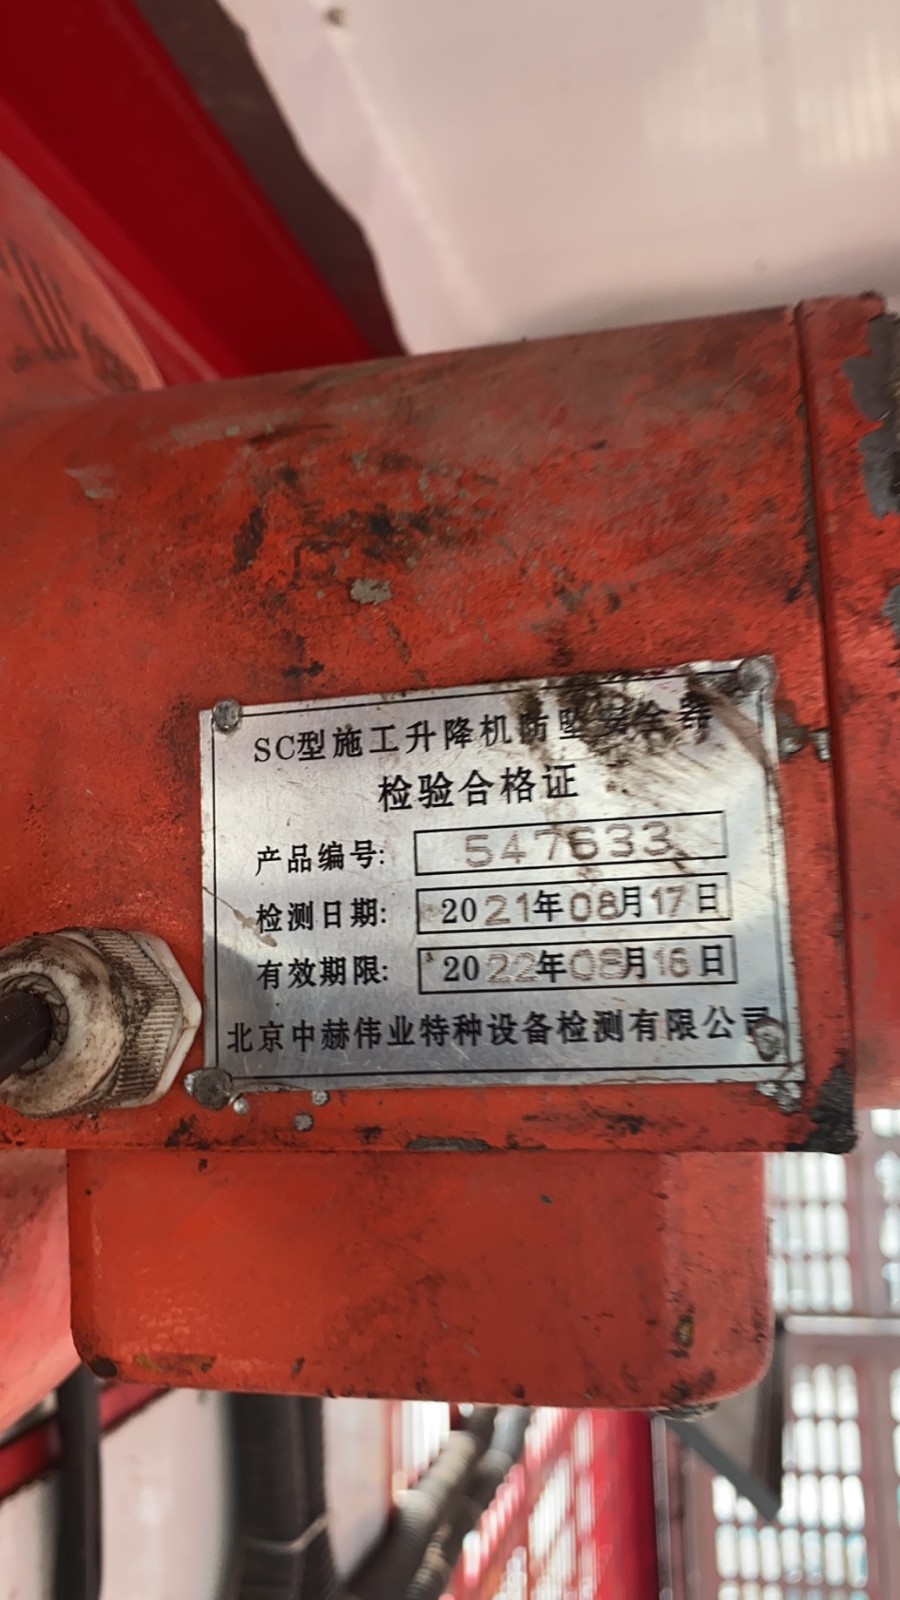 SC型施工升降机防坠安全器
检验合格证
产品编号: 547633
检测日期: 2021年08月17日
有效期限: 2022年08月16日
北京中赫伟业特种设备检测有限公司